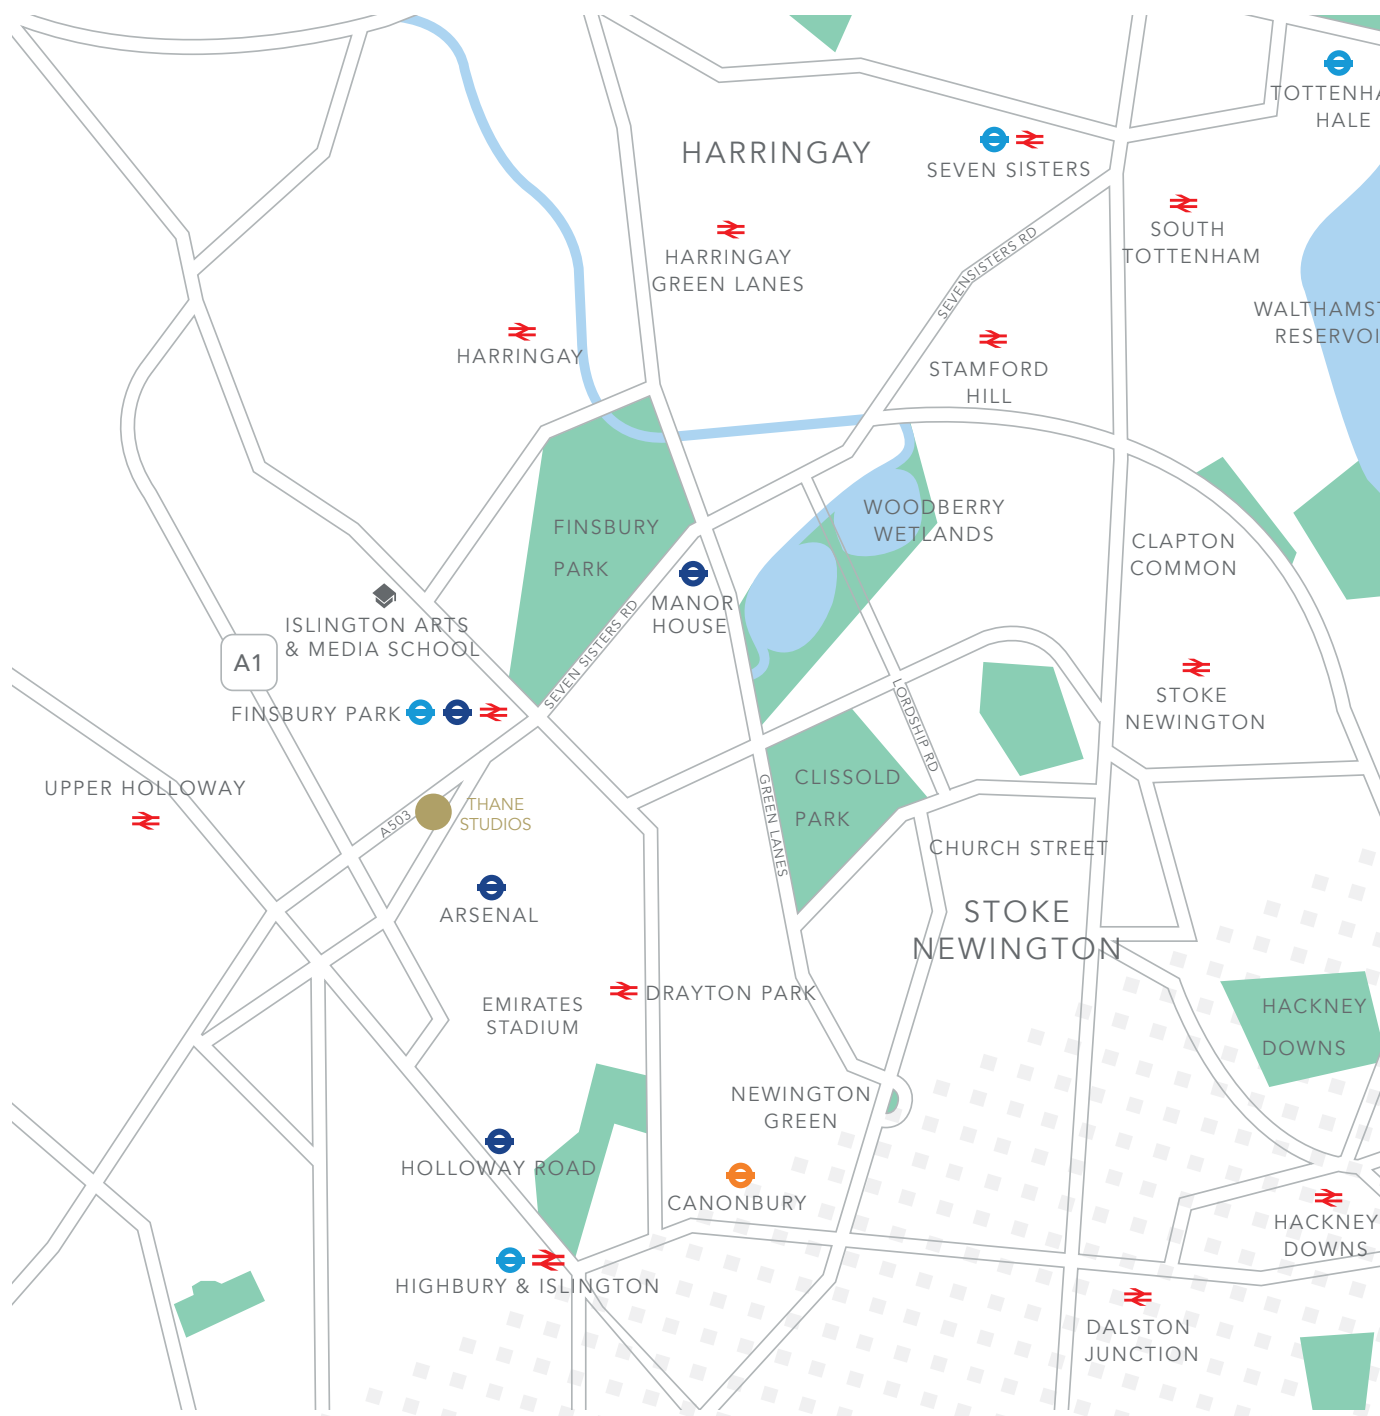 TOTTENHA
HALE
HARRINGAY
SEVEN SISTERS
SOUTH
TOTTENHAM
HARRINGAY
GREEN LANES
SEVENSISTERS RD
WALTHAMST
RESERVOI
HARRINGAY
STAMFORD
HILL
FINSBURY
PARK
WOODBERRY
WETLANDS
CLAPTON
COMMON
MANOR
HOUSE
ISLINGTON ARTS
& MEDIA SCHOOL
SEVEN SISTERS RD
A1
FINSBURY PARK
LORDSHIP RD
STOKE
NEWINGTON
UPPER HOLLOWAY
CLISSOLD
PARK
GREEN LANES
A503
THANE
STUDIOS
CHURCH STREET
ARSENAL
STOKE
NEWINGTON
DRAYTON PARK
EMIRATES
STADIUM
HACKNEY
DOWNS
NEWINGTON
GREEN
HOLLOWAY ROAD
CANONBURY
HACKNEY
DOWNS
HIGHBURY & ISLINGTON
DALSTON
JUNCTION